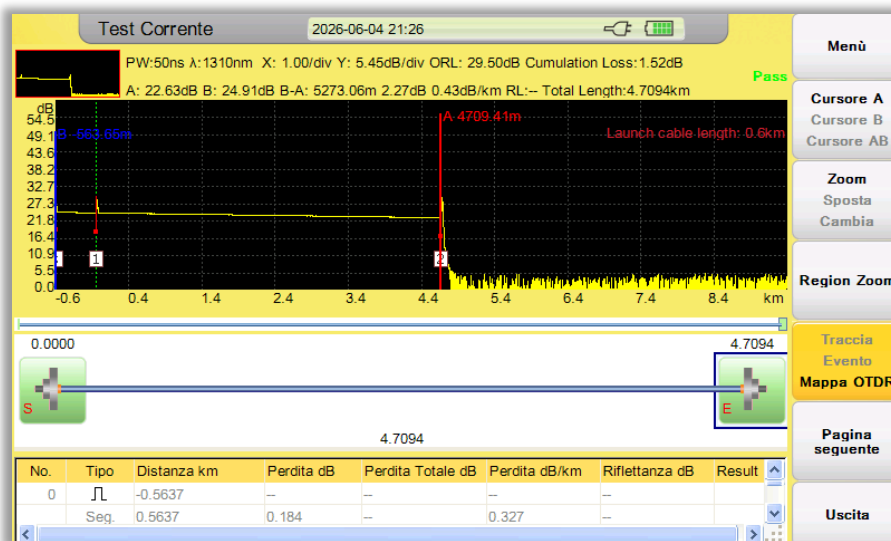 Test Corrente
2026-06-04 21:26
PW:50ns λ:1310nm X: 1.00/div Y: 5.45dB/div ORL: 29.50dB Cumulation Loss:1.52dB
Pass
A: 22.63dB B: 24.91dB B-A: 5273.06m 2.27dB 0.43dB/km RL:-- Total Length:4.7094km
dB
54.5
49.1
43.6
38.2
32.7
27.3
21.8
16.4
10.9
5.5
0.0
B -563.65m
A 4709.41m
Launch cable length: 0.6km
1
2
-0.6 0.4 1.4 2.4 3.4 4.4 5.4 6.4 7.4 8.4 km
0.0000 4.7094
S E
4.7094
No. Tipo Distanza km Perdita dB Perdita Totale dB Perdita dB/km Riflettanza dB Result
0 -0.5637 -- -- -- --
Seg. 0.5637 0.184 -- 0.327 --
Menù
Cursore A
Cursore B
Cursore AB
Zoom
Sposta
Cambia
Region Zoom
Traccia
Evento
Mappa OTDR
Pagina
seguente
Uscita